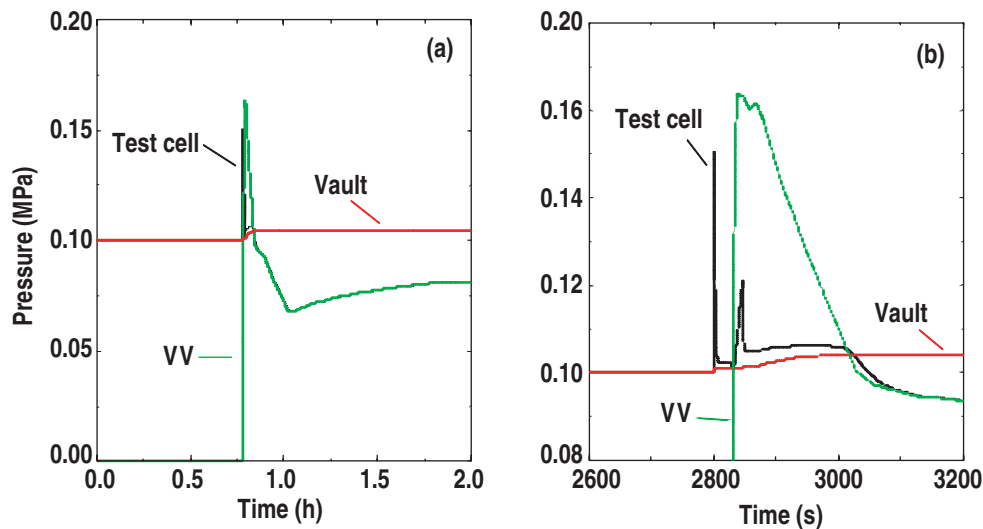 (a)
0.20
0.15
0.10
0.05
0.00
Pressure (MPa)
Test cell
Vault
VV
0.0 0.5 1.0 1.5 2.0
Time (h)
(b)
0.20
0.18
0.16
0.14
0.12
0.10
0.08
Test cell
Vault
VV
2600 2800 3000 3200
Time (s)